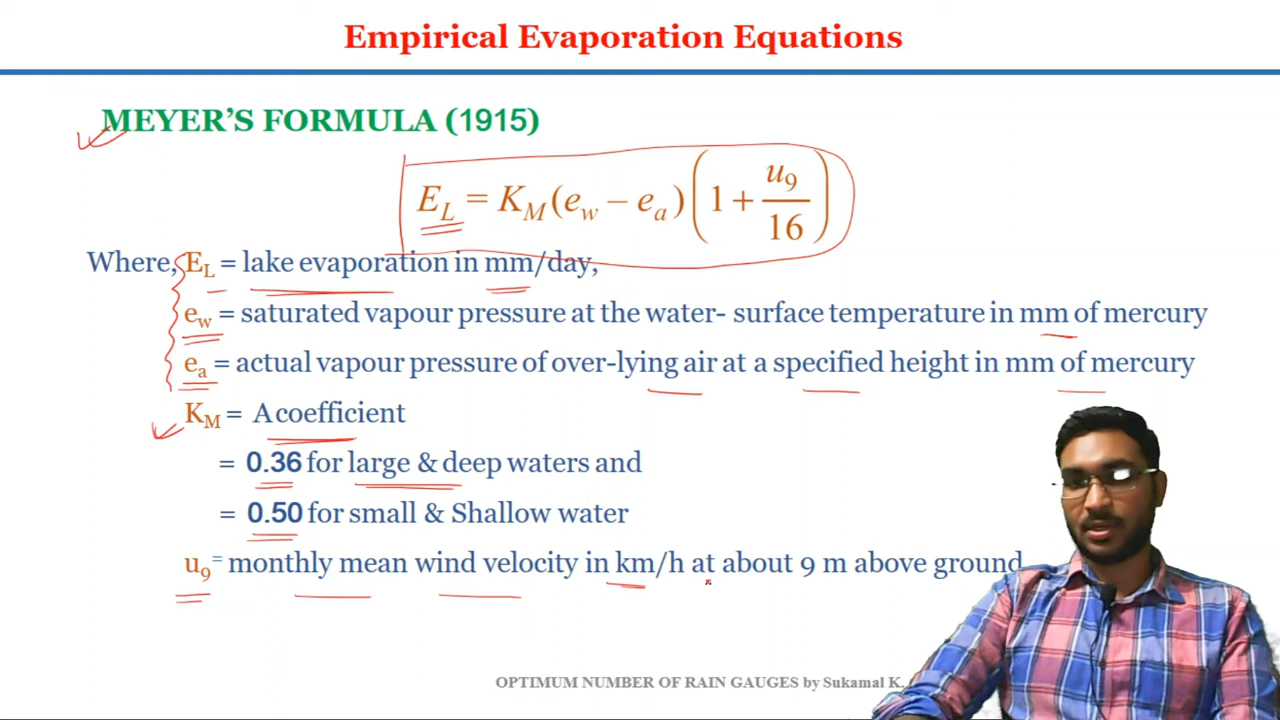 Empirical Evaporation Equations
MEYER'S FORMULA (1915)
E_L = K_M(e_w – e_a)(1 + u_9/16)
Where, E_L = lake evaporation in mm/day,
e_w = saturated vapour pressure at the water- surface temperature in mm of mercury
e_a = actual vapour pressure of over-lying air at a specified height in mm of mercury
K_M = A coefficient
= 0.36 for large & deep waters and
= 0.50 for small & Shallow water
u_9 = monthly mean wind velocity in km/h at about 9 m above ground
OPTIMUM NUMBER OF RAIN GAUGES by Sukamal K.